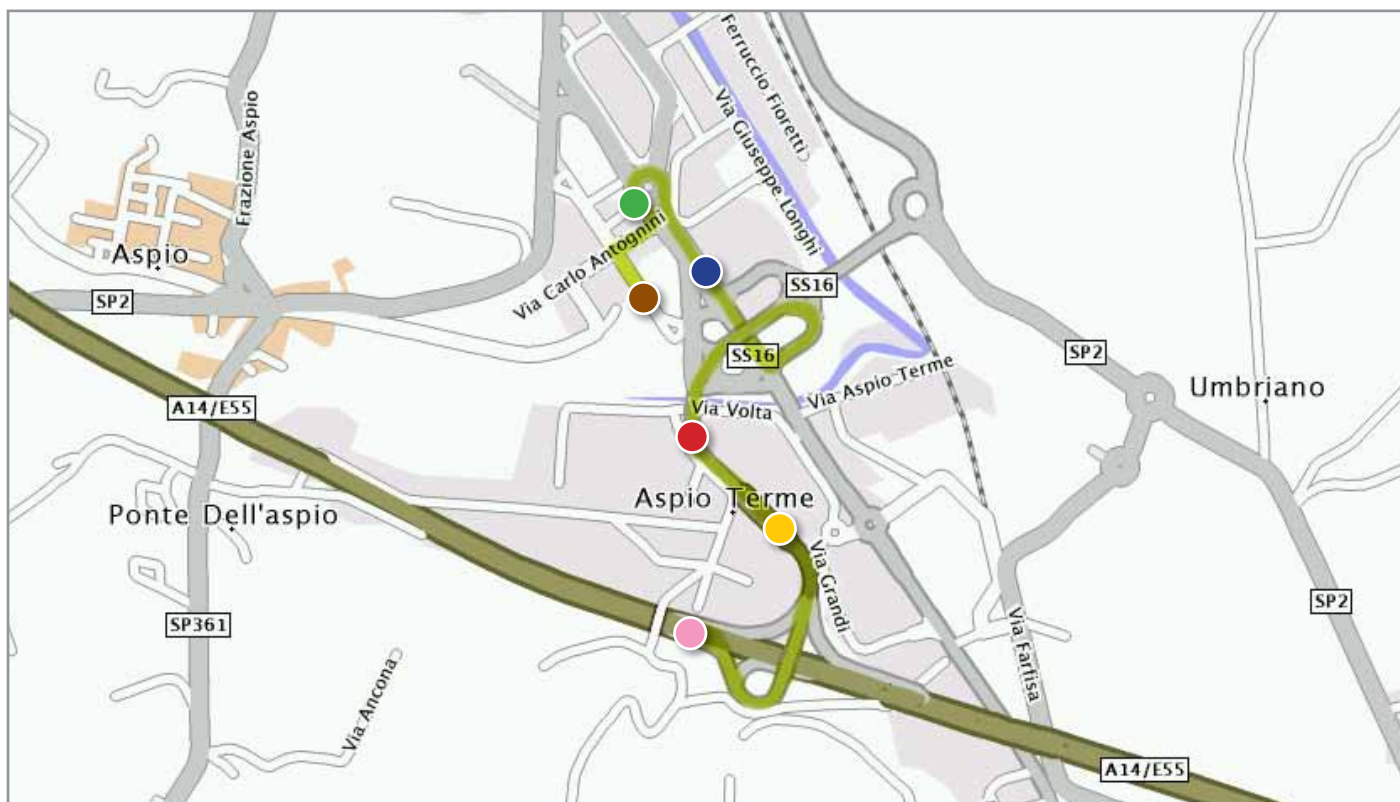 Ferruccio Fioretti
Via Giuseppe Longhi
Frazione Aspio
Via Carlo Antognini
Aspio
SP2
SS16
SS16
SP2
Umbriano
Via Aspio Terme
Via Volta
A14/E55
Aspio Terme
Ponte Dell'aspio
Via Grandi
SP2
SP361
Via Farfisa
Via Ancona
A14/E55